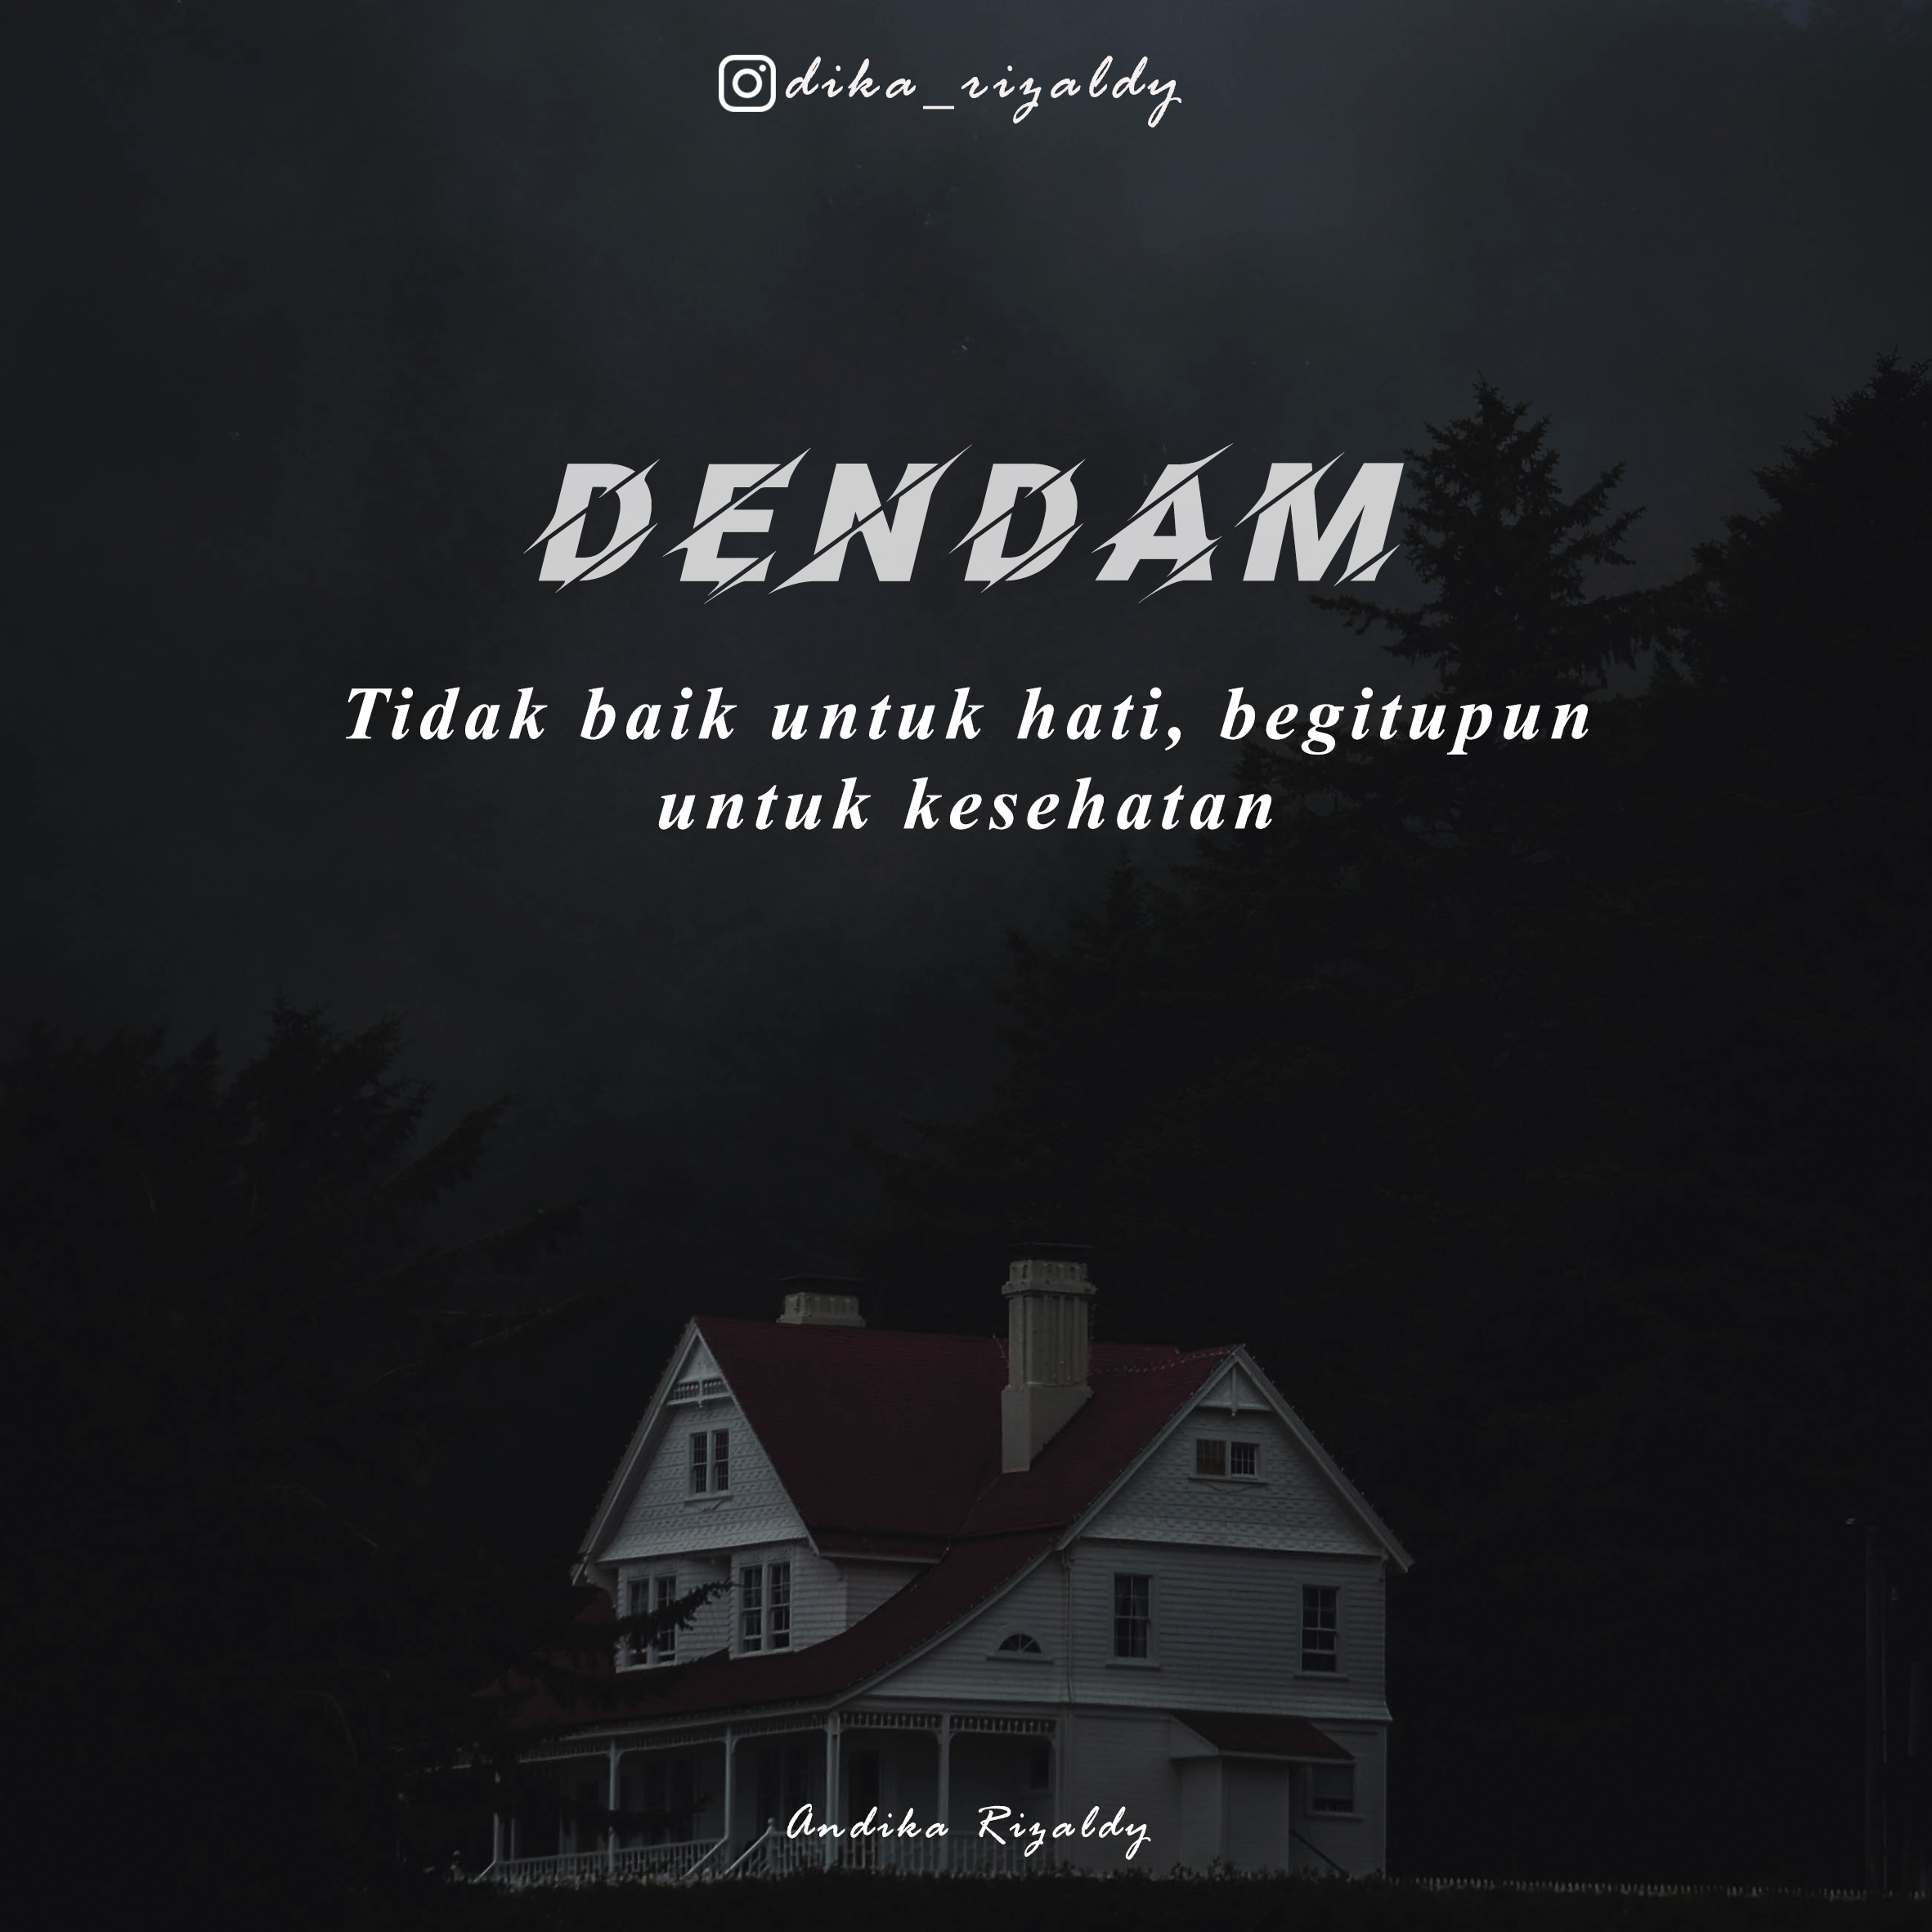 dika_rizaldy
DENDAM
Tidak baik untuk hati, begitupun
untuk kesehatan
Andika Rizaldy